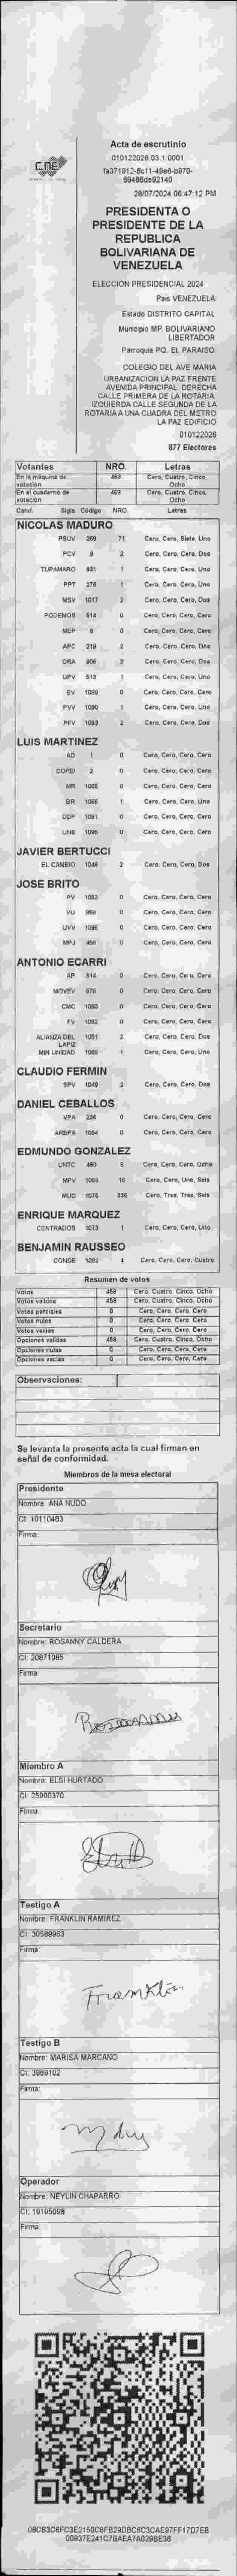 CNE
Acta de escrutinio
010122026.03.1.0001
fa371912-8c11-49e6-b970-
69486de92140
28/07/2024 06:47:12 PM
PRESIDENTA O
PRESIDENTE DE LA
REPUBLICA
BOLIVARIANA DE
VENEZUELA
ELECCIÓN PRESIDENCIAL 2024
País VENEZUELA
Estado DISTRITO CAPITAL
Municipio MP. BOLIVARIANO
LIBERTADOR
Parroquia PQ. EL PARAISO
COLEGIO DEL AVE MARIA
URBANIZACION LA PAZ FRENTE
AVENIDA PRINCIPAL. DERECHA
CALLE PRIMERA DE LA ROTARIA.
IZQUIERDA CALLE SEGUNDA DE LA
ROTARIA A UNA CUADRA DEL METRO
LA PAZ EDIFICIO
010122026
877 Electores
Votantes NRO. Letras
En la máquina de votación 458 Cero, Cuatro, Cinco, Ocho
En el cuaderno de votación 458 Cero, Cuatro, Cinco, Ocho
Cand. Sigla Código NRO. Letras
NICOLAS MADURO
PSUV 269 71 Cero, Cero, Siete, Uno
PCV 9 2 Cero, Cero, Cero, Dos
TUPAMARO 931 1 Cero, Cero, Cero, Uno
PPT 276 1 Cero, Cero, Cero, Uno
MSV 1017 2 Cero, Cero, Cero, Dos
PODEMOS 514 0 Cero, Cero, Cero, Cero
MEP 6 0 Cero, Cero, Cero, Cero
APC 219 2 Cero, Cero, Cero, Dos
ORA 906 2 Cero, Cero, Cero, Dos
UPV 513 1 Cero, Cero, Cero, Uno
EV 1089 0 Cero, Cero, Cero, Cero
PVV 1090 1 Cero, Cero, Cero, Uno
PFV 1093 2 Cero, Cero, Cero, Dos
LUIS MARTINEZ
AD 1 0 Cero, Cero, Cero, Cero
COPEI 2 0 Cero, Cero, Cero, Cero
MR 1065 0 Cero, Cero, Cero, Cero
BR 1066 1 Cero, Cero, Cero, Uno
DDP 1091 0 Cero, Cero, Cero, Cero
UNE 1095 0 Cero, Cero, Cero, Cero
JAVIER BERTUCCI
EL CAMBIO 1048 2 Cero, Cero, Cero, Dos
JOSE BRITO
PV 1053 0 Cero, Cero, Cero, Cero
VU 968 0 Cero, Cero, Cero, Cero
UVV 1096 0 Cero, Cero, Cero, Cero
MPJ 456 0 Cero, Cero, Cero, Cero
ANTONIO ECARRI
AP 914 0 Cero, Cero, Cero, Cero
MOVEV 979 0 Cero, Cero, Cero, Cero
CMC 1050 0 Cero, Cero, Cero, Cero
FV 1062 0 Cero, Cero, Cero, Cero
ALIANZA DEL LAPIZ 1051 2 Cero, Cero, Cero, Dos
MIN UNIDAD 1068 1 Cero, Cero, Cero, Uno
CLAUDIO FERMIN
SPV 1049 2 Cero, Cero, Cero, Dos
DANIEL CEBALLOS
VPA 236 0 Cero, Cero, Cero, Cero
AREPA 1094 0 Cero, Cero, Cero, Cero
EDMUNDO GONZALEZ
UNTC 480 8 Cero, Cero, Cero, Ocho
MPV 1069 16 Cero, Cero, Uno, Seis
MUD 1076 336 Cero, Tres, Tres, Seis
ENRIQUE MARQUEZ
CENTRADOS 1073 1 Cero, Cero, Cero, Uno
BENJAMIN RAUSSEO
CONDE 1092 4 Cero, Cero, Cero, Cuatro
Resumen de votos
Votos 458 Cero, Cuatro, Cinco, Ocho
Votos validos 458 Cero, Cuatro, Cinco, Ocho
Votos parciales 0 Cero, Cero, Cero, Cero
Votos nulos 0 Cero, Cero, Cero, Cero
Votos vacios 0 Cero, Cero, Cero, Cero
Opciones validas 458 Cero, Cuatro, Cinco, Ocho
Opciones nulas 0 Cero, Cero, Cero, Cero
Opciones vacias 0 Cero, Cero, Cero, Cero
Observaciones:
Se levanta la presente acta la cual firman en
señal de conformidad.
Miembros de la mesa electoral
Presidente
Nombre: ANA NUDO
CI: 10110483
Firma:
Secretario
Nombre: ROSANNY CALDERA
CI: 20871085
Firma:
Rosanny
Miembro A
Nombre: ELSI HURTADO
CI: 25900370
Firma:
Testigo A
Nombre: FRANKLIN RAMIREZ
CI: 30589963
Firma:
Franklin
Testigo B
Nombre: MARISA MARCANO
CI: 3969102
Firma:
Operador
Nombre: NEYLIN CHAPARRO
CI: 19195098
Firma: